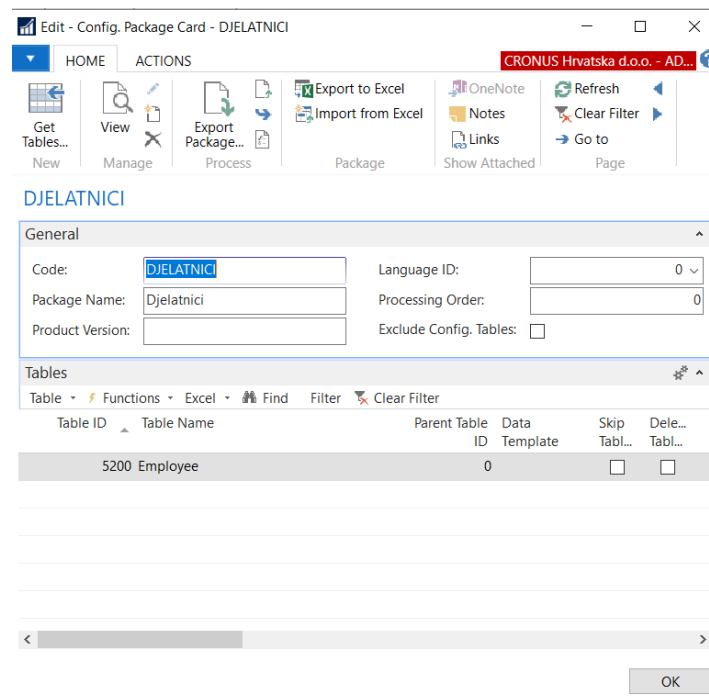 Edit - Config. Package Card - DJELATNICI
HOME ACTIONS CRONUS Hrvatska d.o.o. - AD...
Get Tables... View Export Package... Export to Excel OneNote Refresh
Import from Excel Notes Clear Filter
Links Go to
New Manage Process Package Show Attached Page
DJELATNICI
General
Code: DJELATNICI Language ID: 0
Package Name: Djelatnici Processing Order: 0
Product Version: Exclude Config. Tables:
Tables
Table Functions Excel Find Filter Clear Filter
Table ID Table Name Parent Table ID Data Template Skip Tabl... Dele... Tabl...
5200 Employee 0
OK